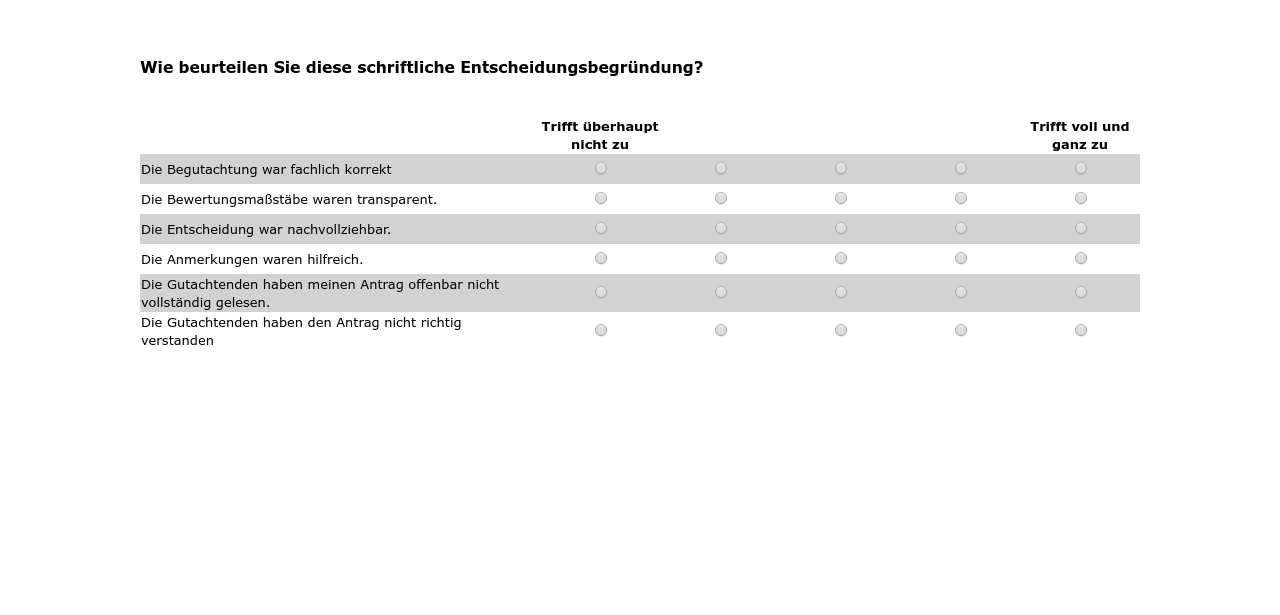 Wie beurteilen Sie diese schriftliche Entscheidungsbegründung?
Trifft überhaupt
nicht zu
Trifft voll und
ganz zu
Die Begutachtung war fachlich korrekt
Die Bewertungsmaßstäbe waren transparent.
Die Entscheidung war nachvollziehbar.
Die Anmerkungen waren hilfreich.
Die Gutachtenden haben meinen Antrag offenbar nicht
vollständig gelesen.
Die Gutachtenden haben den Antrag nicht richtig
verstanden